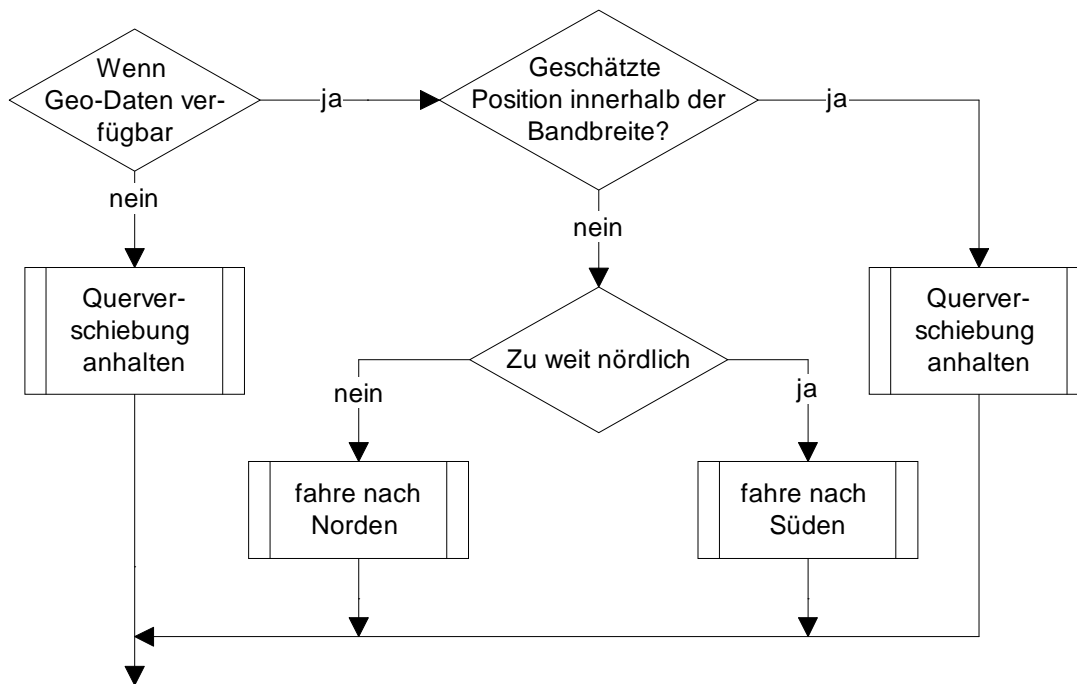 Wenn
Geo-Daten ver-
fügbar
ja
Geschätzte
Position innerhalb der
Bandbreite?
ja
nein
nein
Querver-
schiebung
anhalten
Zu weit nördlich
Querver-
schiebung
anhalten
nein
ja
fahre nach
Norden
fahre nach
Süden